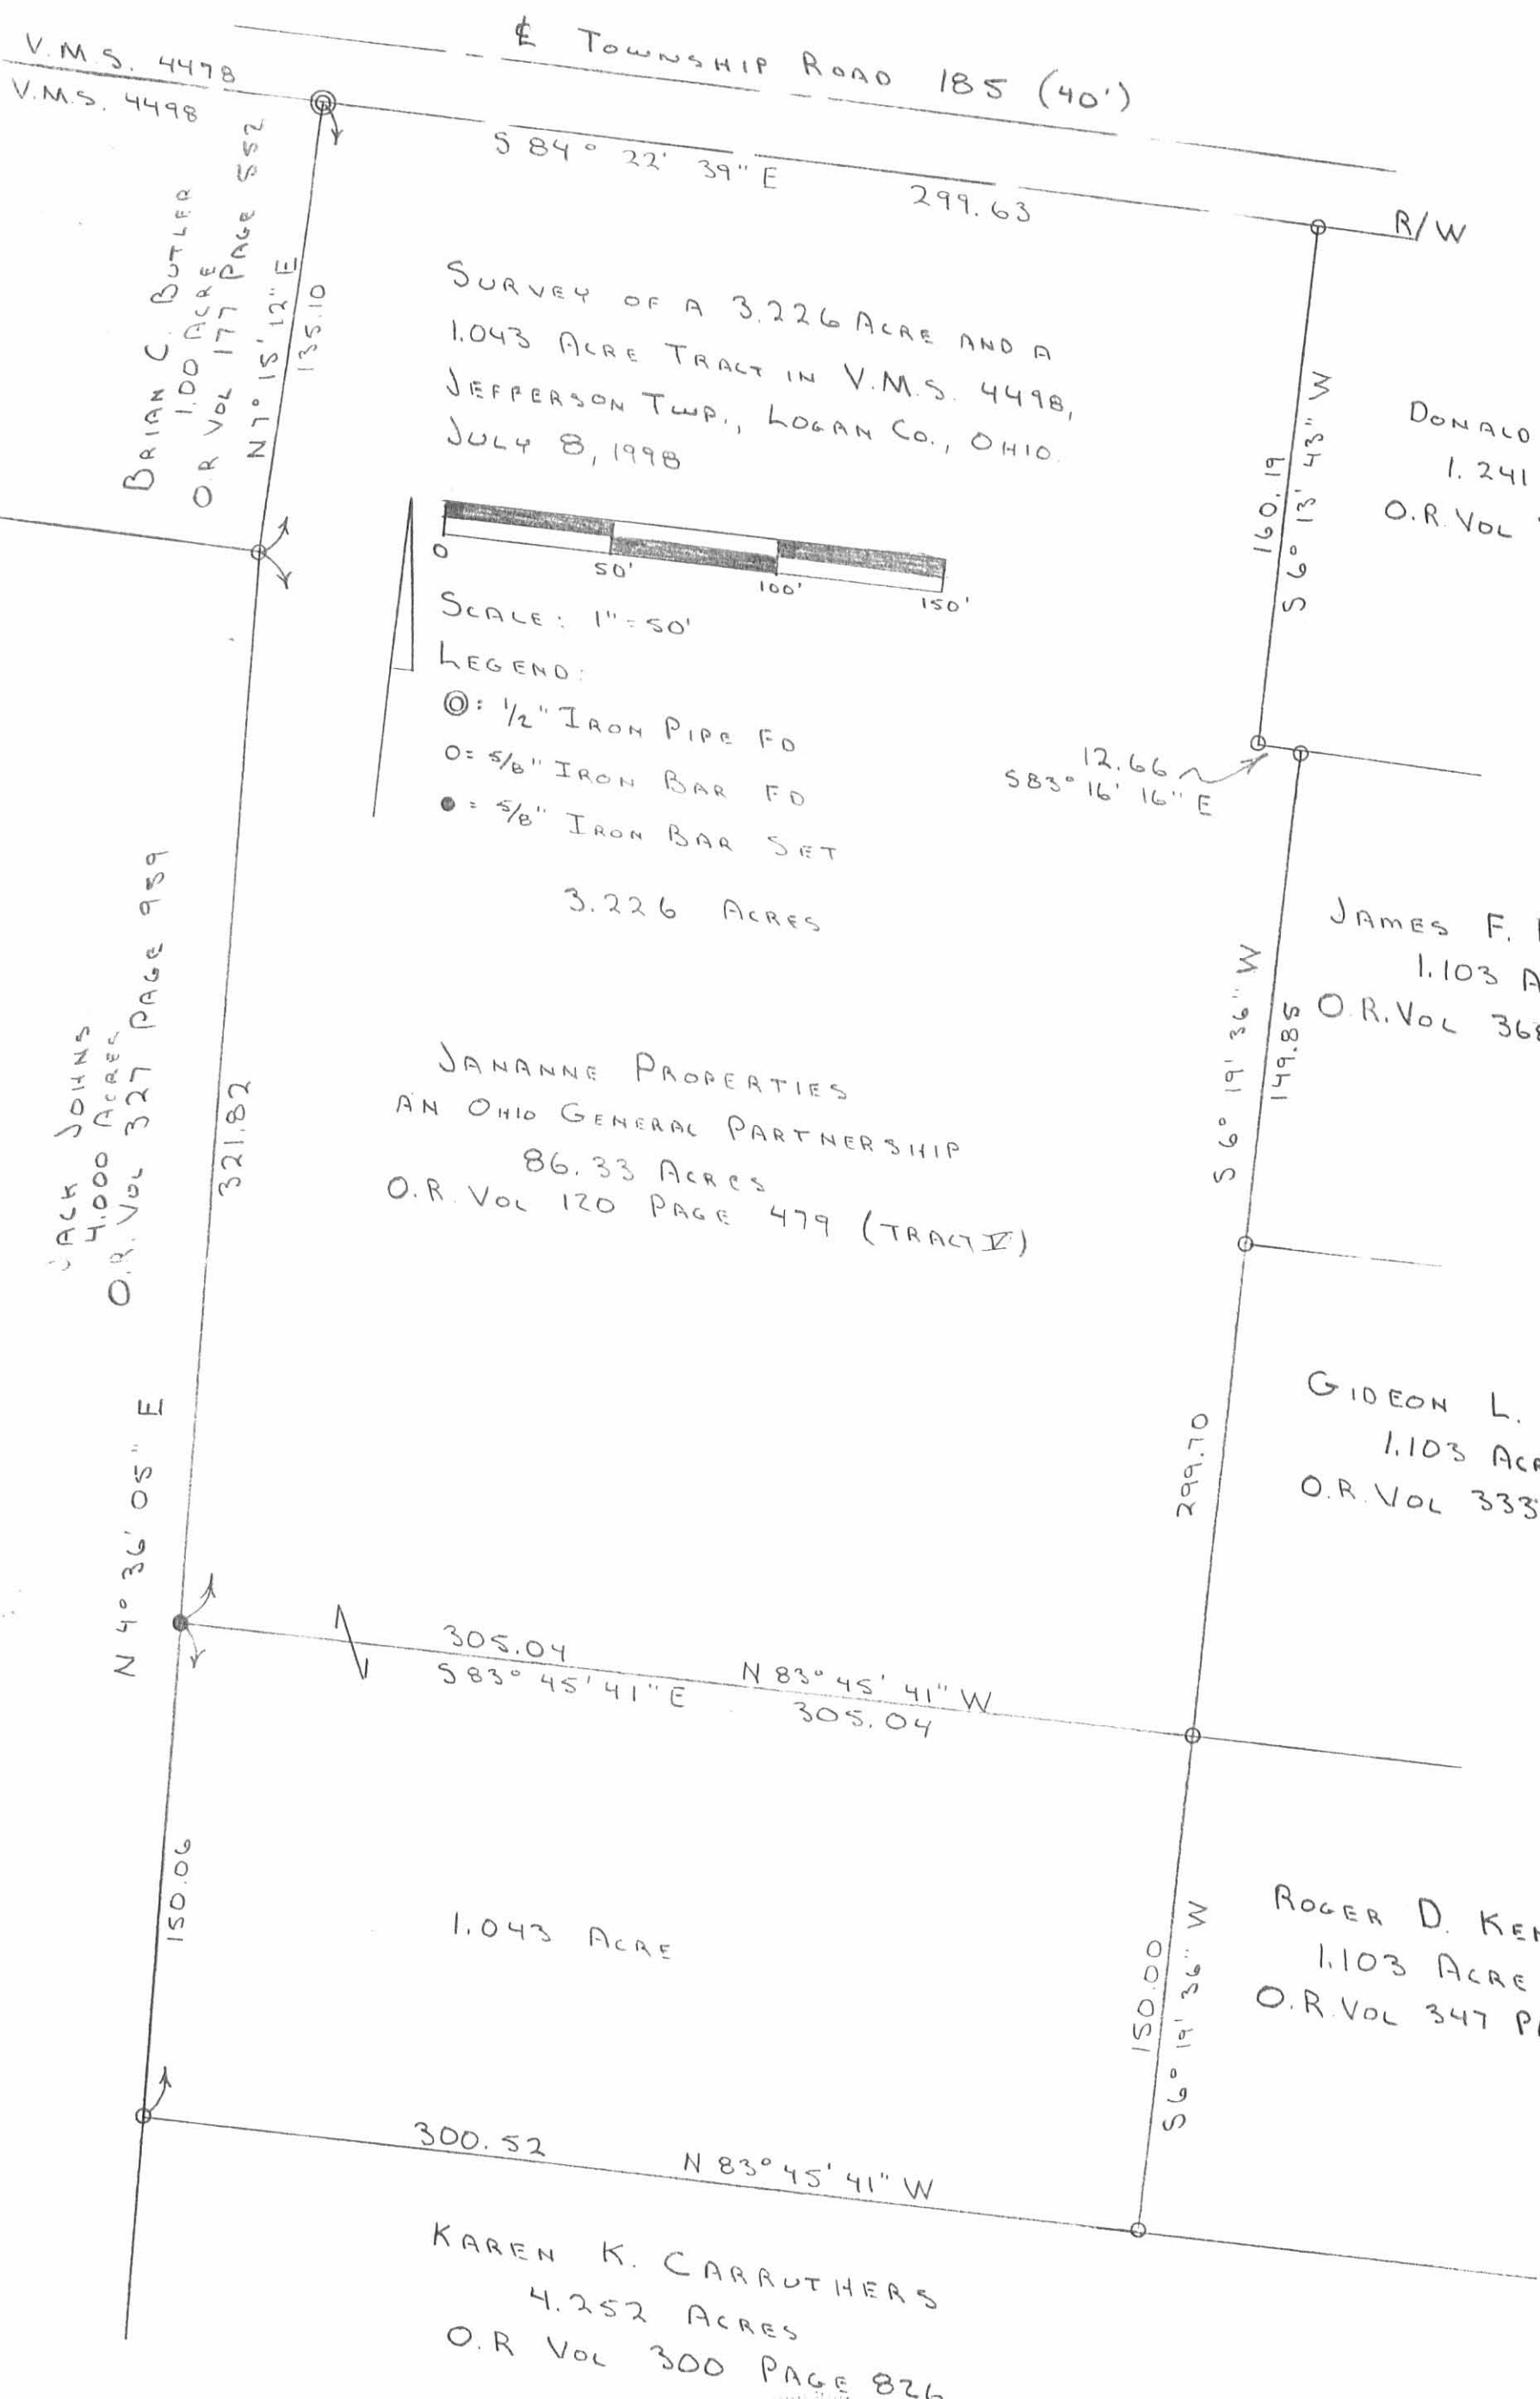 ℄ TOWNSHIP ROAD 185 (40')
V.M.S. 4478
V.M.S. 4498
S 84° 22' 39" E 299.63
R/W
BRIAN C. BUTLER
1.00 ACRE
O.R VOL 177 PAGE 552
N 7° 15' 12" E
135.10
SURVEY OF A 3.226 ACRE AND A
1.043 ACRE TRACT IN V.M.S. 4498,
JEFFERSON TWP., LOGAN CO., OHIO.
JULY 8, 1998
0 50' 100' 150'
SCALE: 1"=50'
LEGEND:
◎: 1/2" IRON PIPE FD
O= 5/8" IRON BAR FD
●= 5/8" IRON BAR SET
3.226 ACRES
160.19
S 6° 13' 43" W
DONALD
1.241
O.R. VOL
12.66
S83° 16' 16" E
JAMES F.
1.103
O.R. VOL 36
S 6° 19' 36" W
149.85
JACK JOHNS
4.000 ACRES
O.R. VOL 327 PAGE 959
321.82
N 4° 36' 05" E
JANANNE PROPERTIES
AN OHIO GENERAL PARTNERSHIP
86.33 ACRES
O.R. VOL 120 PAGE 479 (TRACT V)
299.70
GIDEON L.
1.103 ACR
O.R. VOL 333
305.04
S 83° 45' 41" E
N 83° 45' 41" W
305.04
150.06
1.043 ACRE
150.00
S 6° 19' 36" W
ROGER D. KE
1.103 ACRE
O.R. VOL 347 P
300.52 N 83° 45' 41" W
KAREN K. CARRUTHERS
4.252 ACRES
O.R VOL 300 PAGE 826